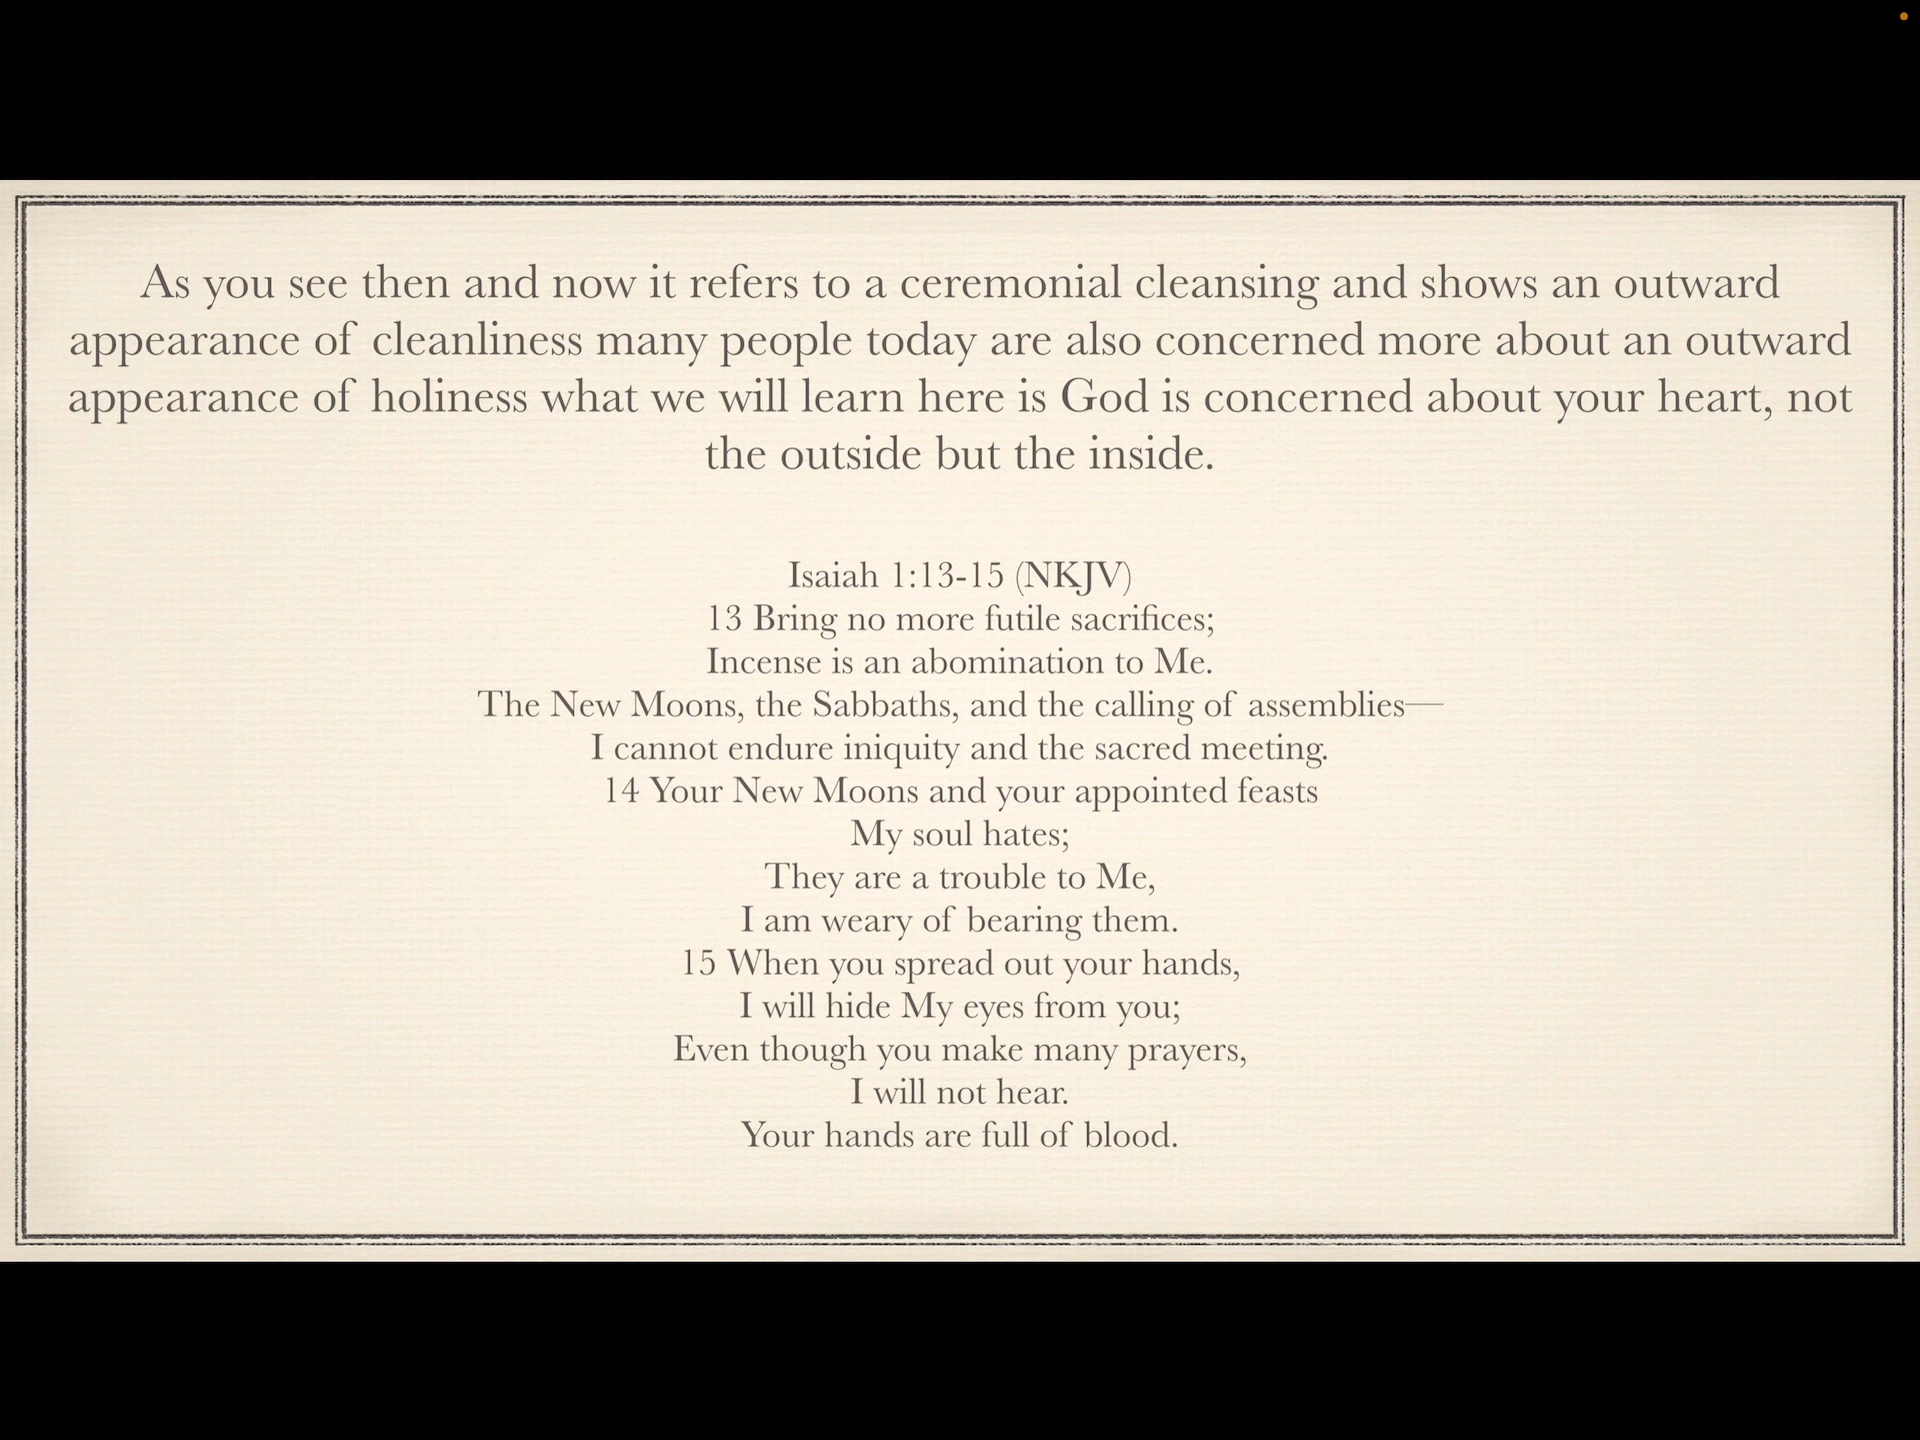 As you see then and now it refers to a ceremonial cleansing and shows an outward
appearance of cleanliness many people today are also concerned more about an outward
appearance of holiness what we will learn here is God is concerned about your heart, not
the outside but the inside.
Isaiah 1:13-15 (NKJV)
13 Bring no more futile sacrifices;
Incense is an abomination to Me.
The New Moons, the Sabbaths, and the calling of assemblies—
I cannot endure iniquity and the sacred meeting.
14 Your New Moons and your appointed feasts
My soul hates;
They are a trouble to Me,
I am weary of bearing them.
15 When you spread out your hands,
I will hide My eyes from you;
Even though you make many prayers,
I will not hear.
Your hands are full of blood.